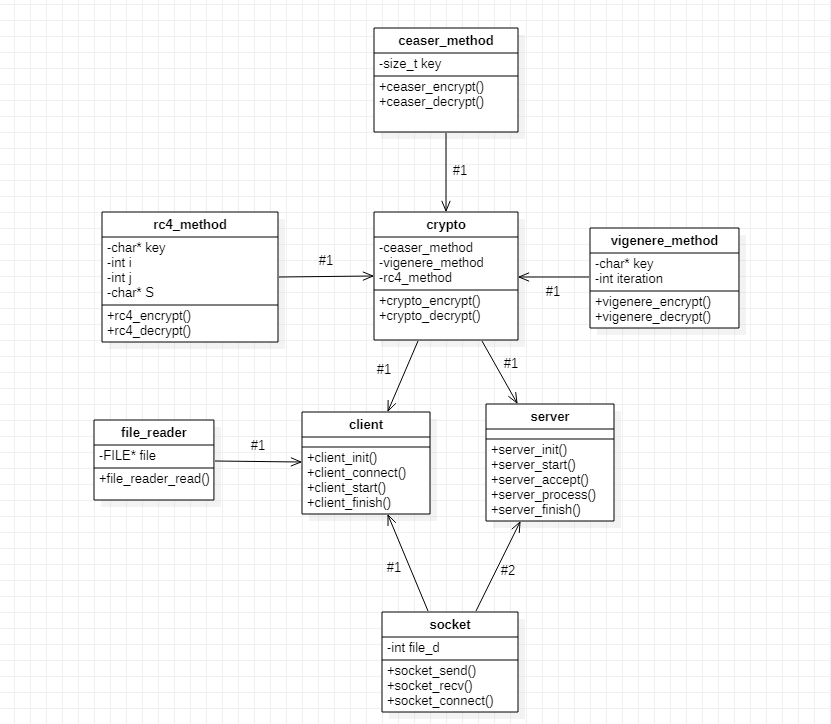 ceaser_method
-size_t key
+ceaser_encrypt()
+ceaser_decrypt()
#1
rc4_method
-char* key
-int i
-int j
-char* S
+rc4_encrypt()
+rc4_decrypt()
#1
crypto
-ceaser_method
-vigenere_method
-rc4_method
+crypto_encrypt()
+crypto_decrypt()
#1
vigenere_method
-char* key
-int iteration
+vigenere_encrypt()
+vigenere_decrypt()
#1
#1
file_reader
-FILE* file
+file_reader_read()
#1
client
+client_init()
+client_connect()
+client_start()
+client_finish()
server
+server_init()
+server_start()
+server_accept()
+server_process()
+server_finish()
#1
#2
socket
-int file_d
+socket_send()
+socket_recv()
+socket_connect()